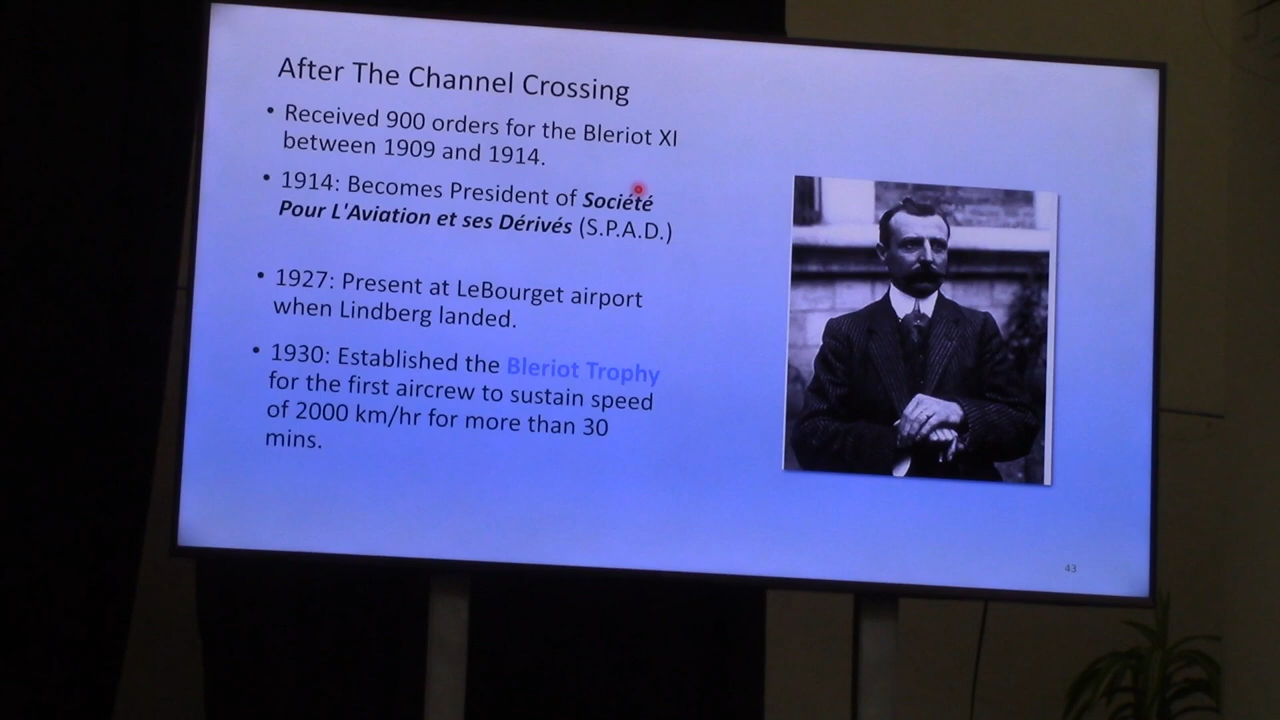 After The Channel Crossing
• Received 900 orders for the Bleriot XI
between 1909 and 1914.
• 1914: Becomes President of Société
Pour L'Aviation et ses Dérivés (S.P.A.D.)
• 1927: Present at LeBourget airport
when Lindberg landed.
• 1930: Established the Bleriot Trophy
for the first aircrew to sustain speed
of 2000 km/hr for more than 30
mins.
43